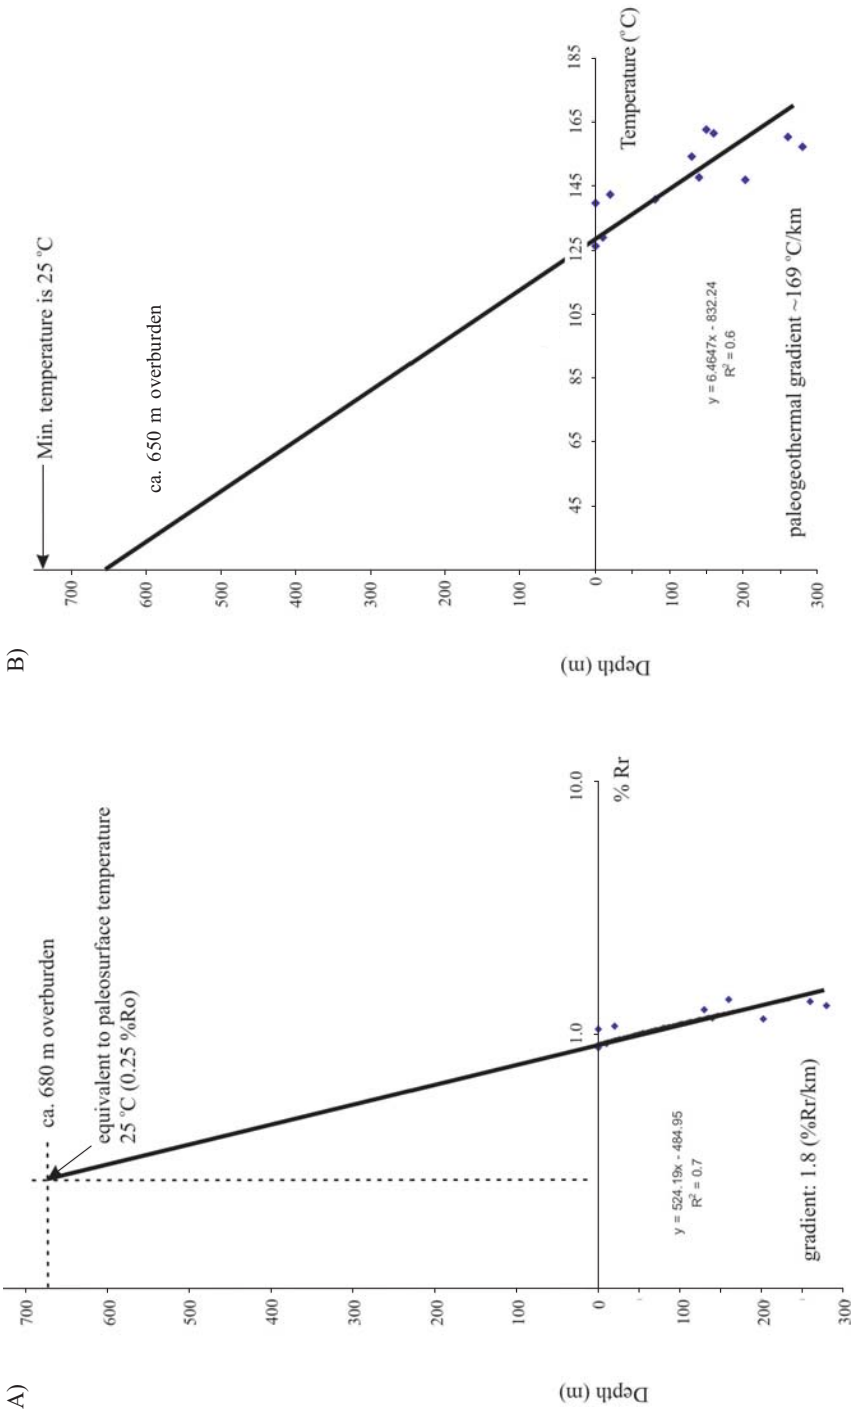 A)
ca. 680 m overburden
equivalent to paleosurface temperature
25 °C (0.25 %Ro)
700
600
500
400
300
200
100
0
100
200
300
Depth (m)
1.0
10.0
% Rr
y = 524.19x - 484.95
R² = 0.7
gradient: 1.8 (%Rr/km)
B)
Min. temperature is 25 °C
ca. 650 m overburden
700
600
500
400
300
200
100
0
100
200
300
Depth (m)
45
65
85
105
125
145
165
185
Temperature (°C)
y = 6.4647x - 832.24
R² = 0.6
paleogeothermal gradient ~169 °C/km